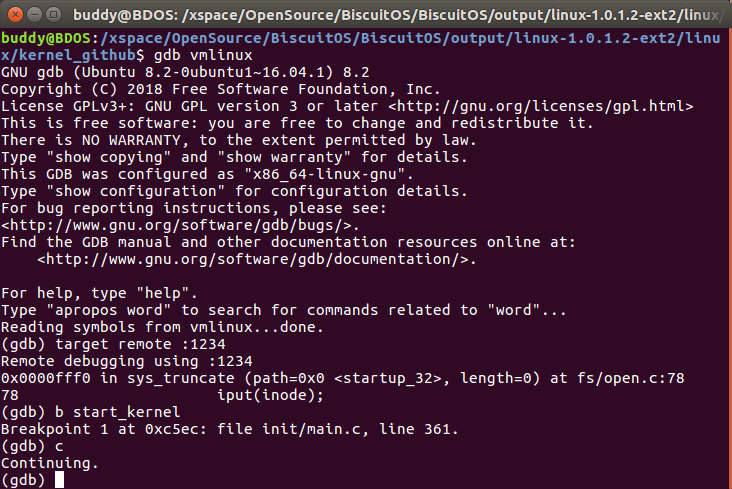 buddy@BDOS: /xspace/OpenSource/BiscuitOS/BiscuitOS/output/linux-1.0.1.2-ext2/linux/
buddy@BDOS:/xspace/OpenSource/BiscuitOS/BiscuitOS/output/linux-1.0.1.2-ext2/linu
x/kernel_github$ gdb vmlinux
GNU gdb (Ubuntu 8.2-0ubuntu1~16.04.1) 8.2
Copyright (C) 2018 Free Software Foundation, Inc.
License GPLv3+: GNU GPL version 3 or later <http://gnu.org/licenses/gpl.html>
This is free software: you are free to change and redistribute it.
There is NO WARRANTY, to the extent permitted by law.
Type "show copying" and "show warranty" for details.
This GDB was configured as "x86_64-linux-gnu".
Type "show configuration" for configuration details.
For bug reporting instructions, please see:
<http://www.gnu.org/software/gdb/bugs/>.
Find the GDB manual and other documentation resources online at:
    <http://www.gnu.org/software/gdb/documentation/>.
For help, type "help".
Type "apropos word" to search for commands related to "word"...
Reading symbols from vmlinux...done.
(gdb) target remote :1234
Remote debugging using :1234
0x0000fff0 in sys_truncate (path=0x0 <startup_32>, length=0) at fs/open.c:78
78                      iput(inode);
(gdb) b start_kernel
Breakpoint 1 at 0xc5ec: file init/main.c, line 361.
(gdb) c
Continuing.
(gdb)